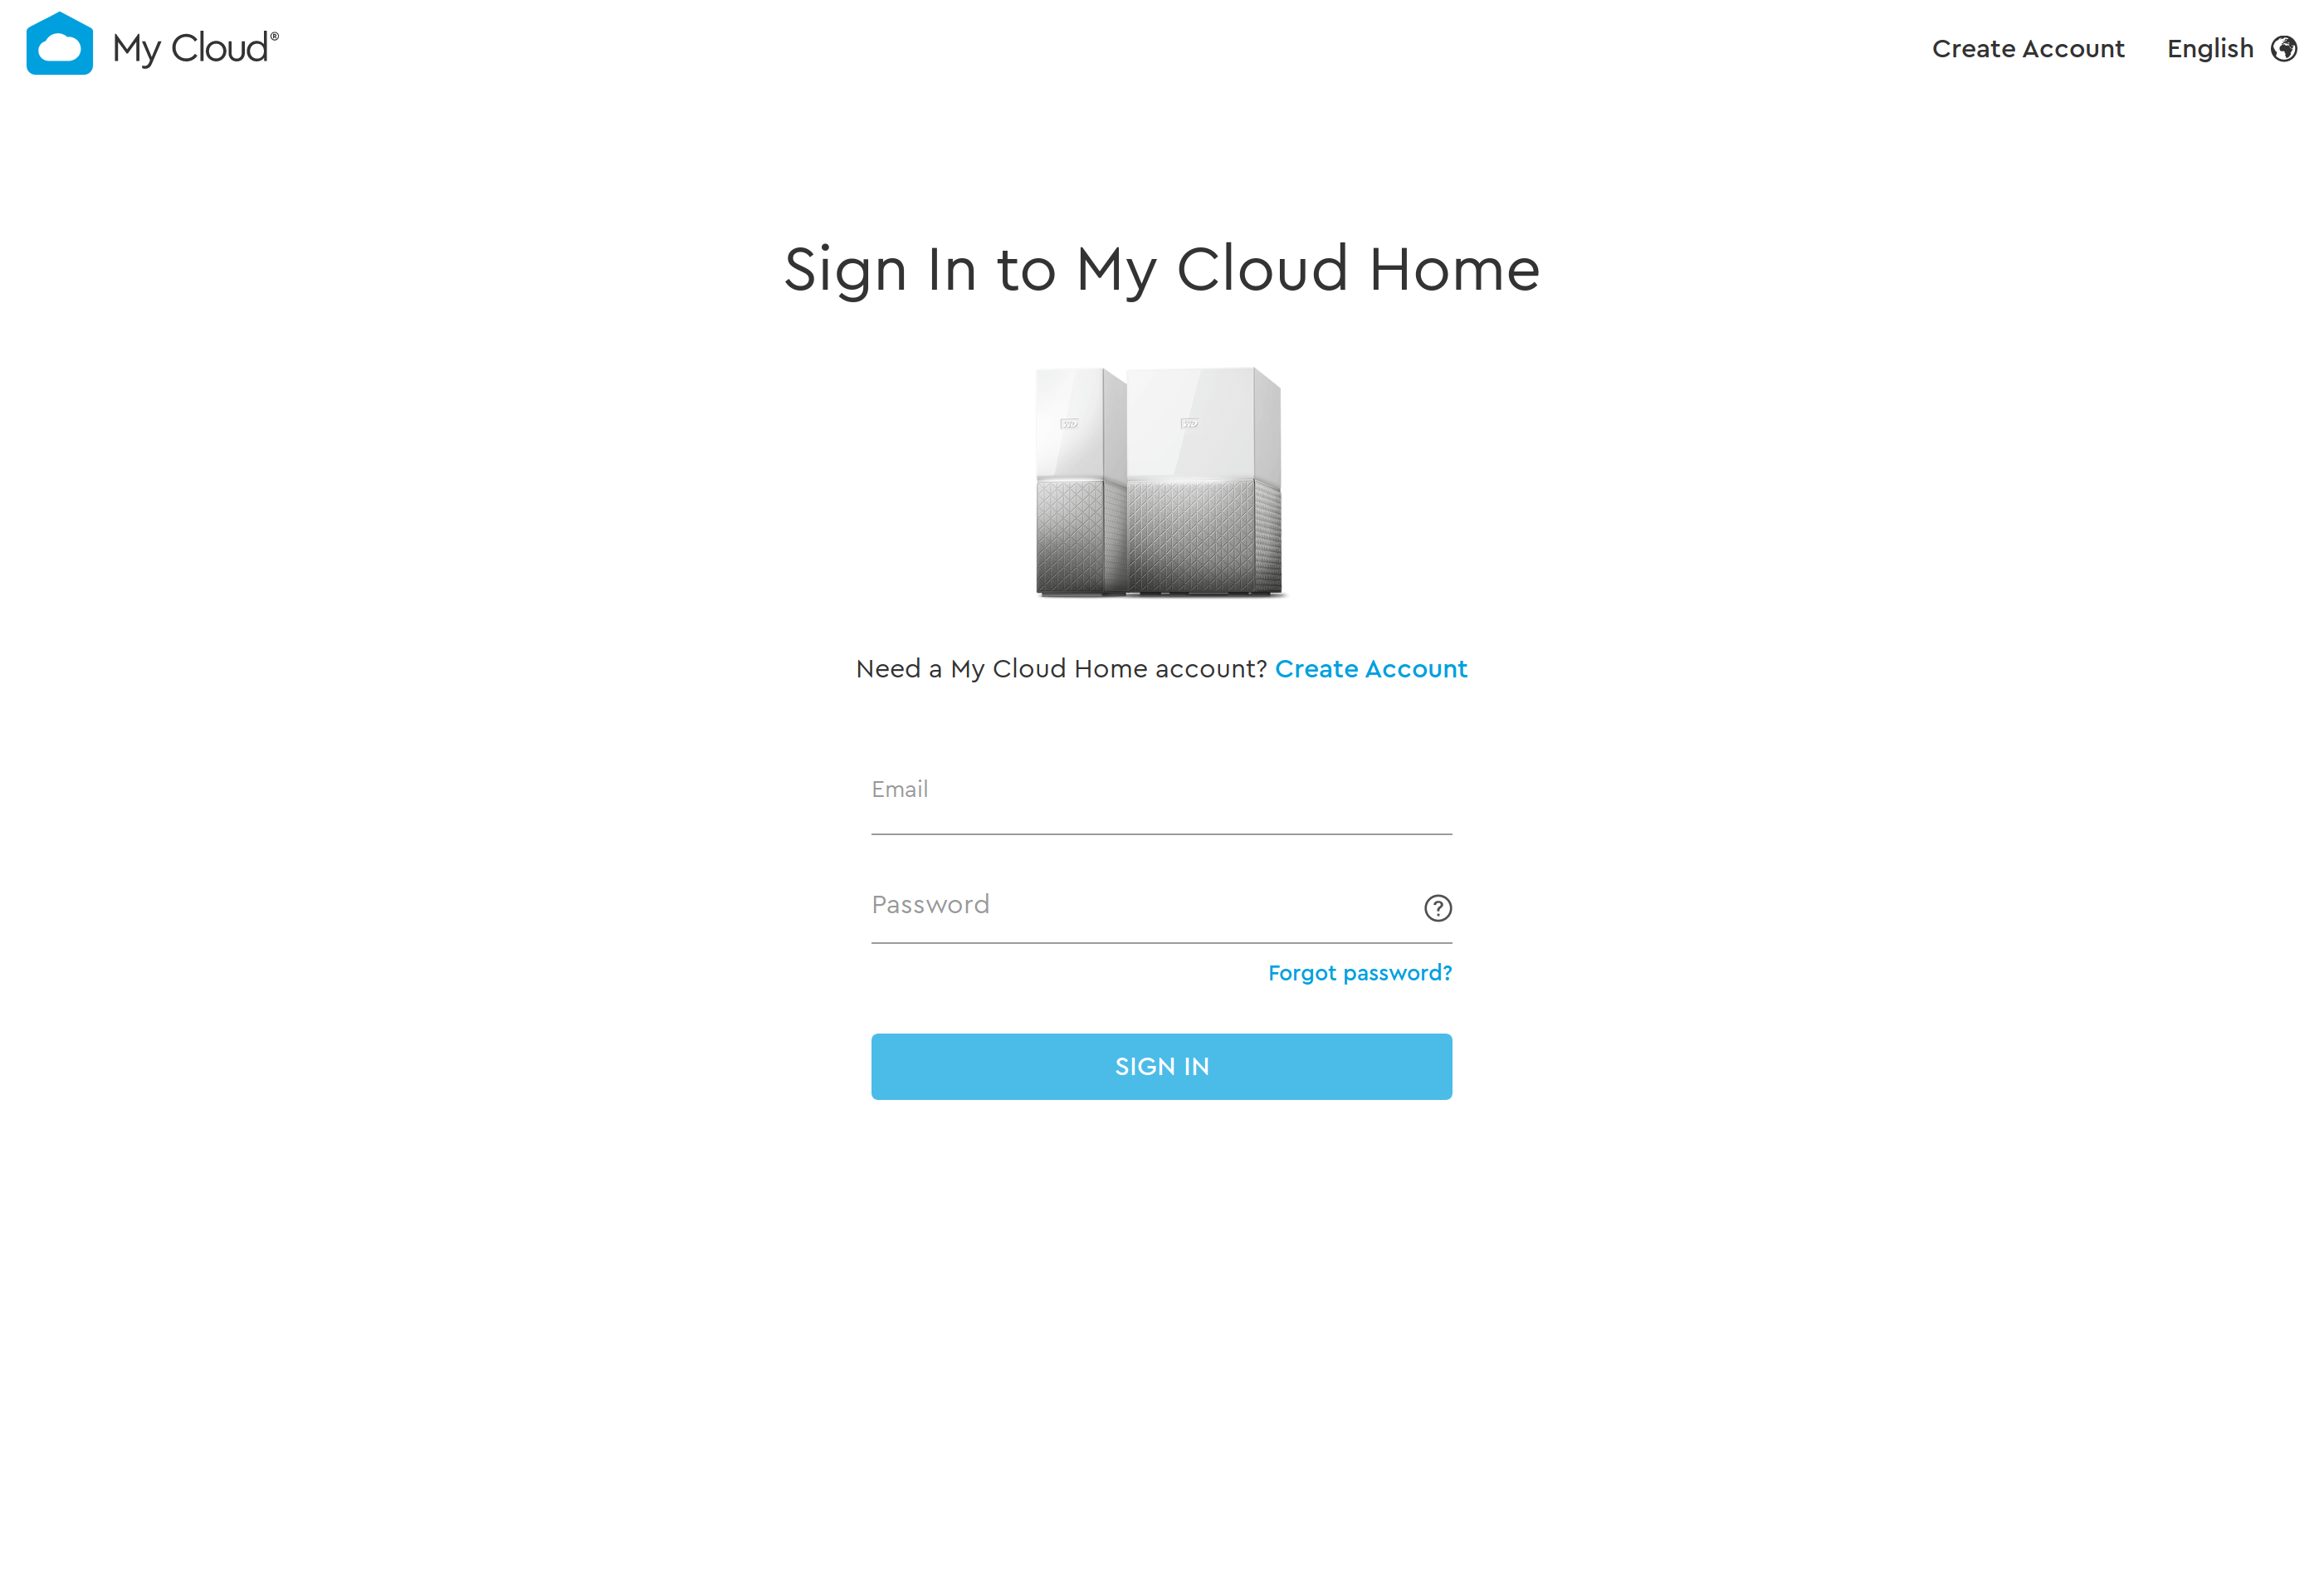 My Cloud®
Create Account English
Sign In to My Cloud Home
WD WD
Need a My Cloud Home account? Create Account
Email
Password ?
Forgot password?
SIGN IN